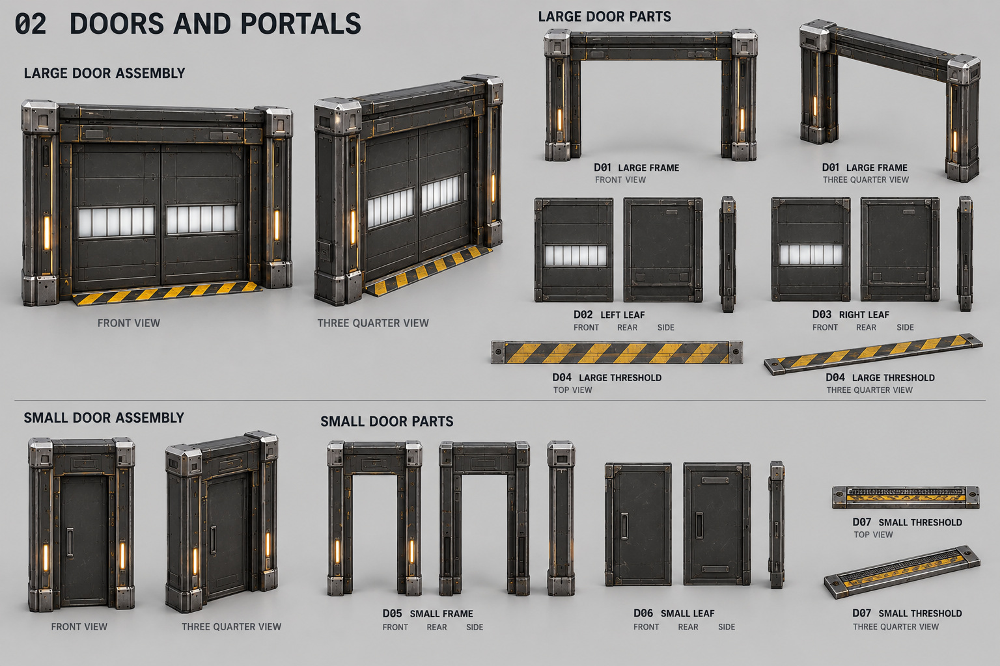 02 DOORS AND PORTALS
LARGE DOOR ASSEMBLY
FRONT VIEW
THREE QUARTER VIEW
LARGE DOOR PARTS
D01 LARGE FRAME
FRONT VIEW
D01 LARGE FRAME
THREE QUARTER VIEW
D02 LEFT LEAF
FRONT REAR SIDE
D03 RIGHT LEAF
FRONT REAR SIDE
D04 LARGE THRESHOLD
TOP VIEW
D04 LARGE THRESHOLD
THREE QUARTER VIEW
SMALL DOOR ASSEMBLY
FRONT VIEW
THREE QUARTER VIEW
SMALL DOOR PARTS
D05 SMALL FRAME
FRONT REAR SIDE
D06 SMALL LEAF
FRONT REAR SIDE
D07 SMALL THRESHOLD
TOP VIEW
D07 SMALL THRESHOLD
THREE QUARTER VIEW